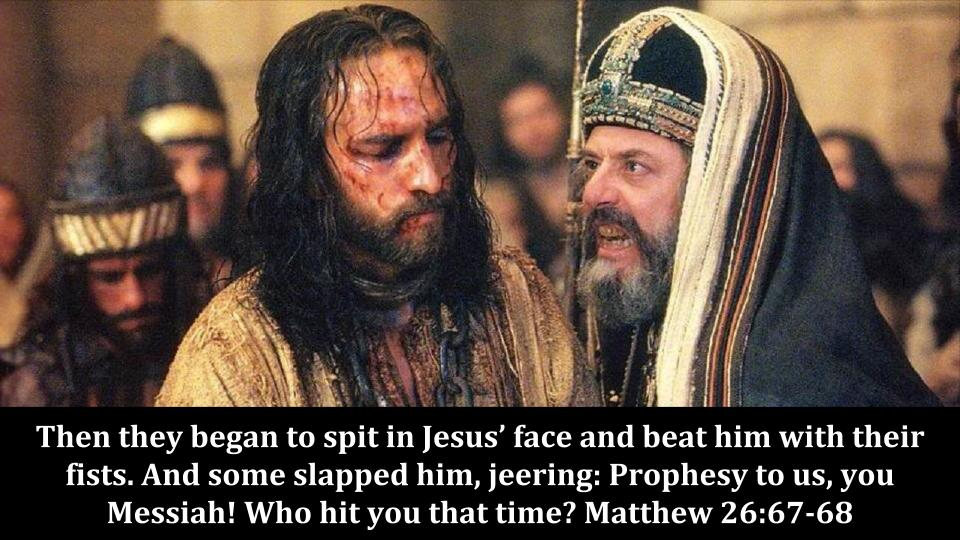 Then they began to spit in Jesus’ face and beat him with their
fists. And some slapped him, jeering: Prophesy to us, you
Messiah! Who hit you that time? Matthew 26:67-68